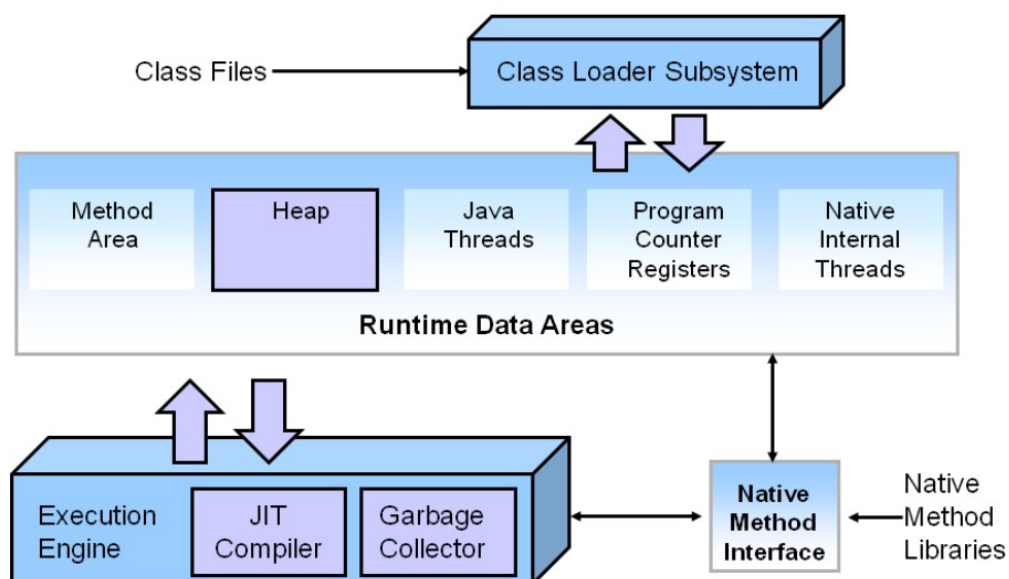 Class Files
Class Loader Subsystem
Method
Area
Heap
Java
Threads
Program
Counter
Registers
Native
Internal
Threads
Runtime Data Areas
Execution
Engine
JIT
Compiler
Garbage
Collector
Native
Method
Interface
Native
Method
Libraries